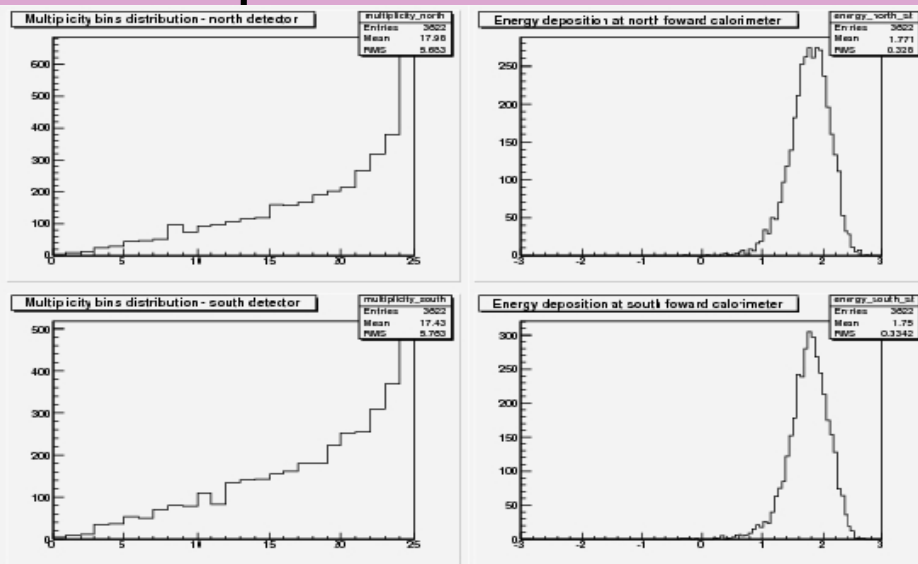 Multiplicity bins distribution - north detector
multiplicity_north
Entries 3622
Mean 17.98
RMS 5.683
600
500
400
300
200
100
0
0 5 10 15 20 25
Energy deposition at north foward calorimeter
Entries 3622
Mean 1.771
RMS 0.328
250
200
150
100
50
0
-3 -2 -1 0 1 2 3
Multiplicity bins distribution - south detector
multiplicity_south
Entries 3622
Mean 17.43
RMS 5.763
500
400
300
200
100
0
0 5 10 15 20 25
Energy deposition at south foward calorimeter
Entries 3622
Mean 1.75
RMS 0.3342
300
250
200
150
100
50
0
-3 -2 -1 0 1 2 3